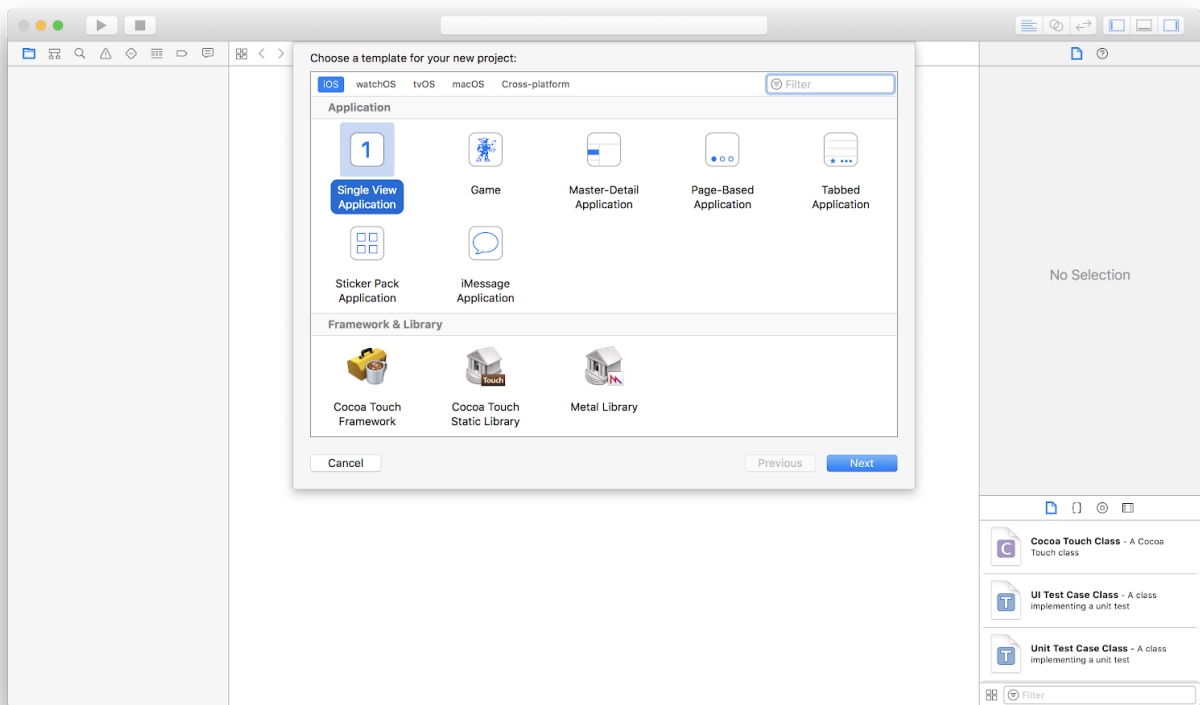 Choose a template for your new project:
iOS watchOS tvOS macOS Cross-platform
Filter
Application
1
Single View
Application
Game
Master-Detail
Application
Page-Based
Application
Tabbed
Application
Sticker Pack
Application
iMessage
Application
Framework & Library
Cocoa Touch
Framework
Touch
Cocoa Touch
Static Library
Metal Library
Cancel
Previous
Next
No Selection
{}
C
Cocoa Touch Class - A Cocoa
Touch class
T
UI Test Case Class - A class
implementing a unit test
T
Unit Test Case Class - A class
implementing a unit test
Filter